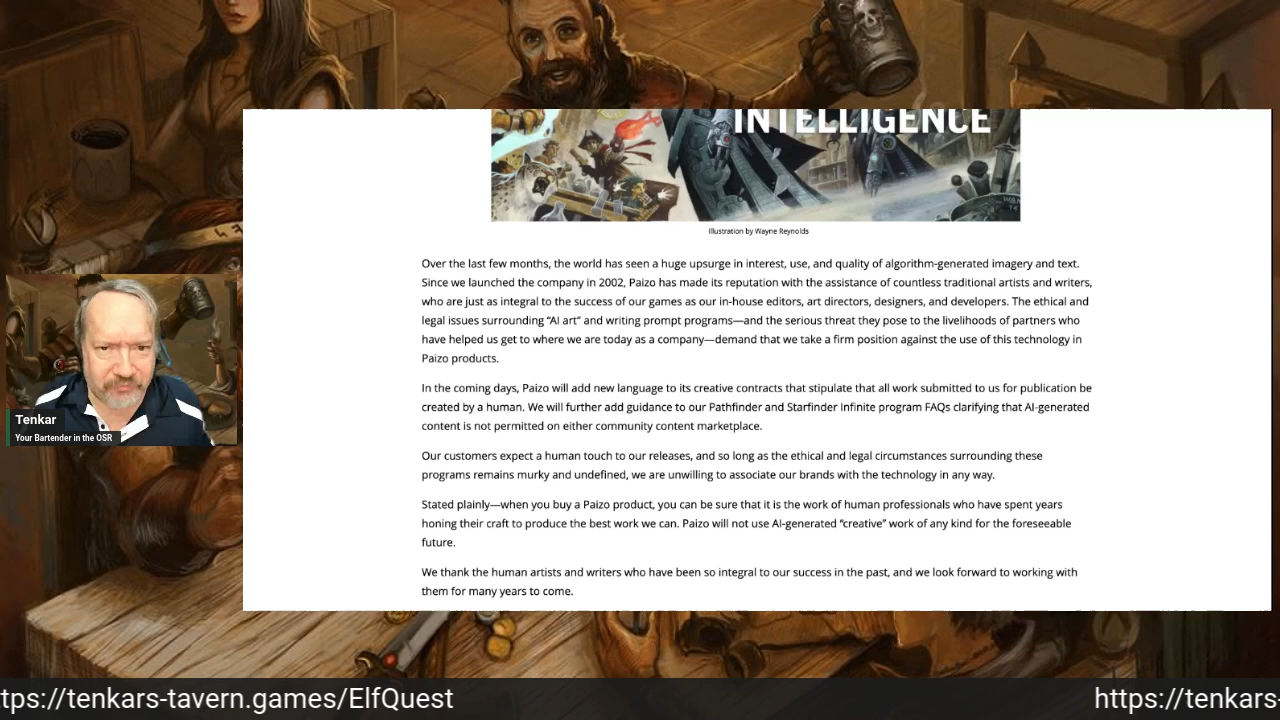 INTELLIGENCE
Illustration by Wayne Reynolds
Over the last few months, the world has seen a huge upsurge in interest, use, and quality of algorithm-generated imagery and text.
Since we launched the company in 2002, Paizo has made its reputation with the assistance of countless traditional artists and writers,
who are just as integral to the success of our games as our in-house editors, art directors, designers, and developers. The ethical and
legal issues surrounding “AI art” and writing prompt programs—and the serious threat they pose to the livelihoods of partners who
have helped us get to where we are today as a company—demand that we take a firm position against the use of this technology in
Paizo products.
In the coming days, Paizo will add new language to its creative contracts that stipulate that all work submitted to us for publication be
created by a human. We will further add guidance to our Pathfinder and Starfinder Infinite program FAQs clarifying that AI-generated
content is not permitted on either community content marketplace.
Our customers expect a human touch to our releases, and so long as the ethical and legal circumstances surrounding these
programs remains murky and undefined, we are unwilling to associate our brands with the technology in any way.
Stated plainly—when you buy a Paizo product, you can be sure that it is the work of human professionals who have spent years
honing their craft to produce the best work we can. Paizo will not use AI-generated “creative” work of any kind for the foreseeable
future.
We thank the human artists and writers who have been so integral to our success in the past, and we look forward to working with
them for many years to come.
Tenkar
Your Bartender in the OSR
tps://tenkars-tavern.games/ElfQuest
https://tenkars-